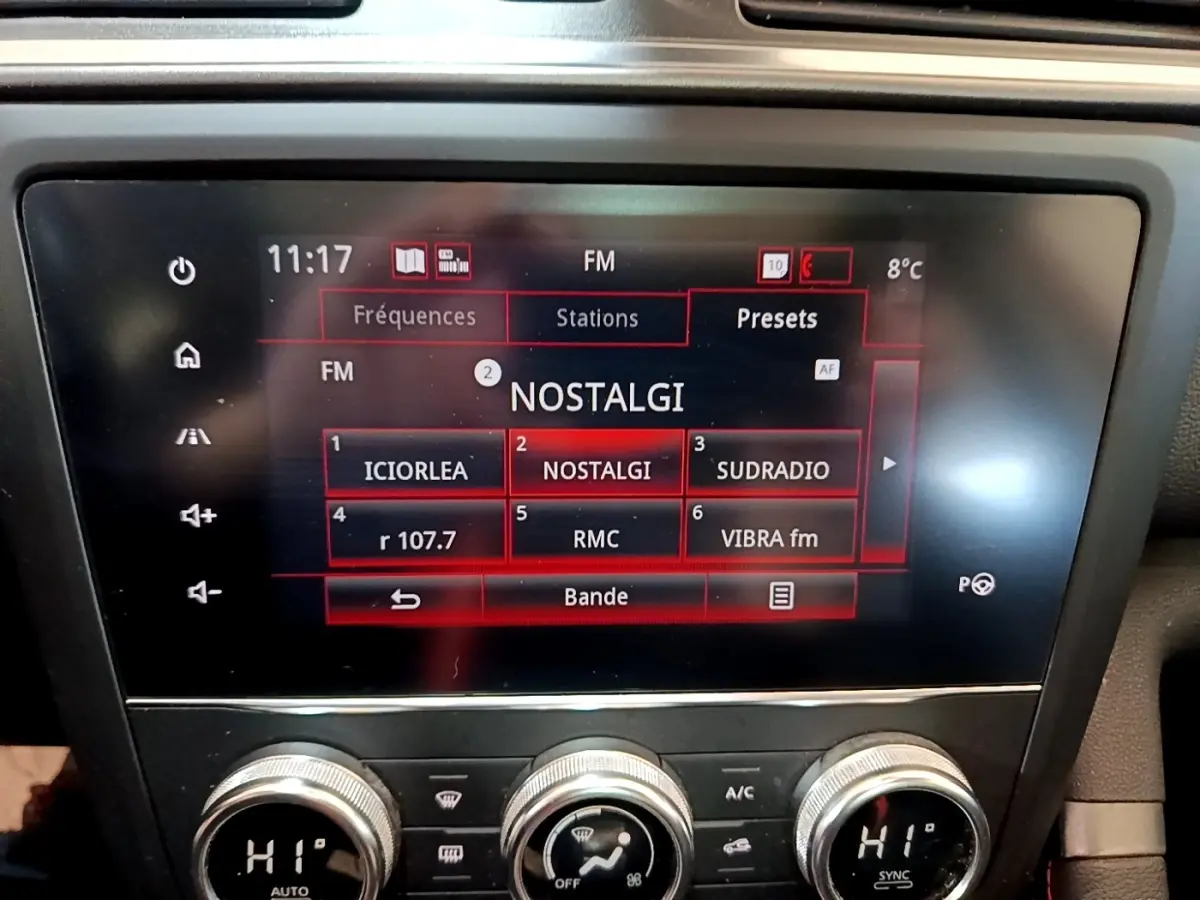 11:17 FM 10 8°C
Fréquences Stations Presets
FM 2 NOSTALGI AF
1 ICIORLEA 2 NOSTALGI 3 SUDRADIO
4 r 107.7 5 RMC 6 VIBRA fm
Bande
P
A/C
HI° HI°
AUTO OFF SYNC